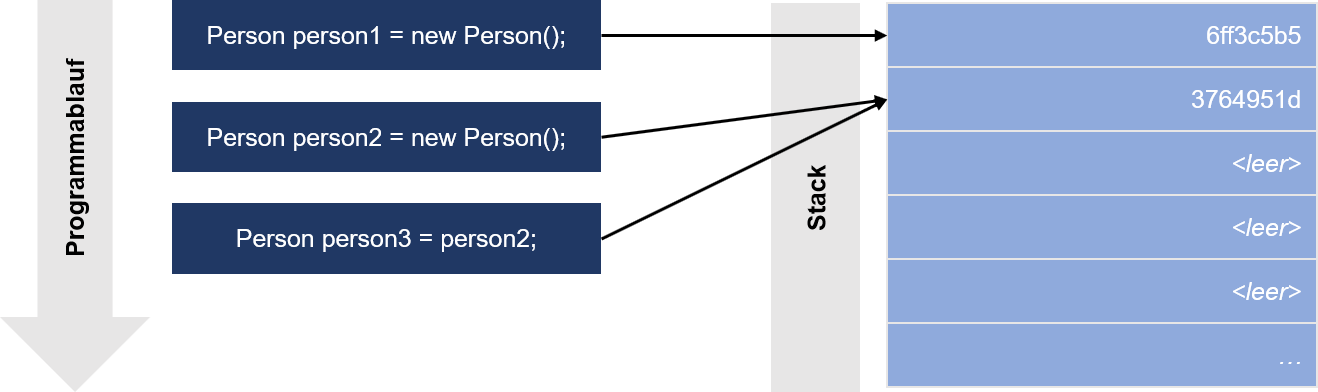 Programmablauf
Person person1 = new Person();
Person person2 = new Person();
Person person3 = person2;
Stack
6ff3c5b5
3764951d
<leer>
<leer>
<leer>
...